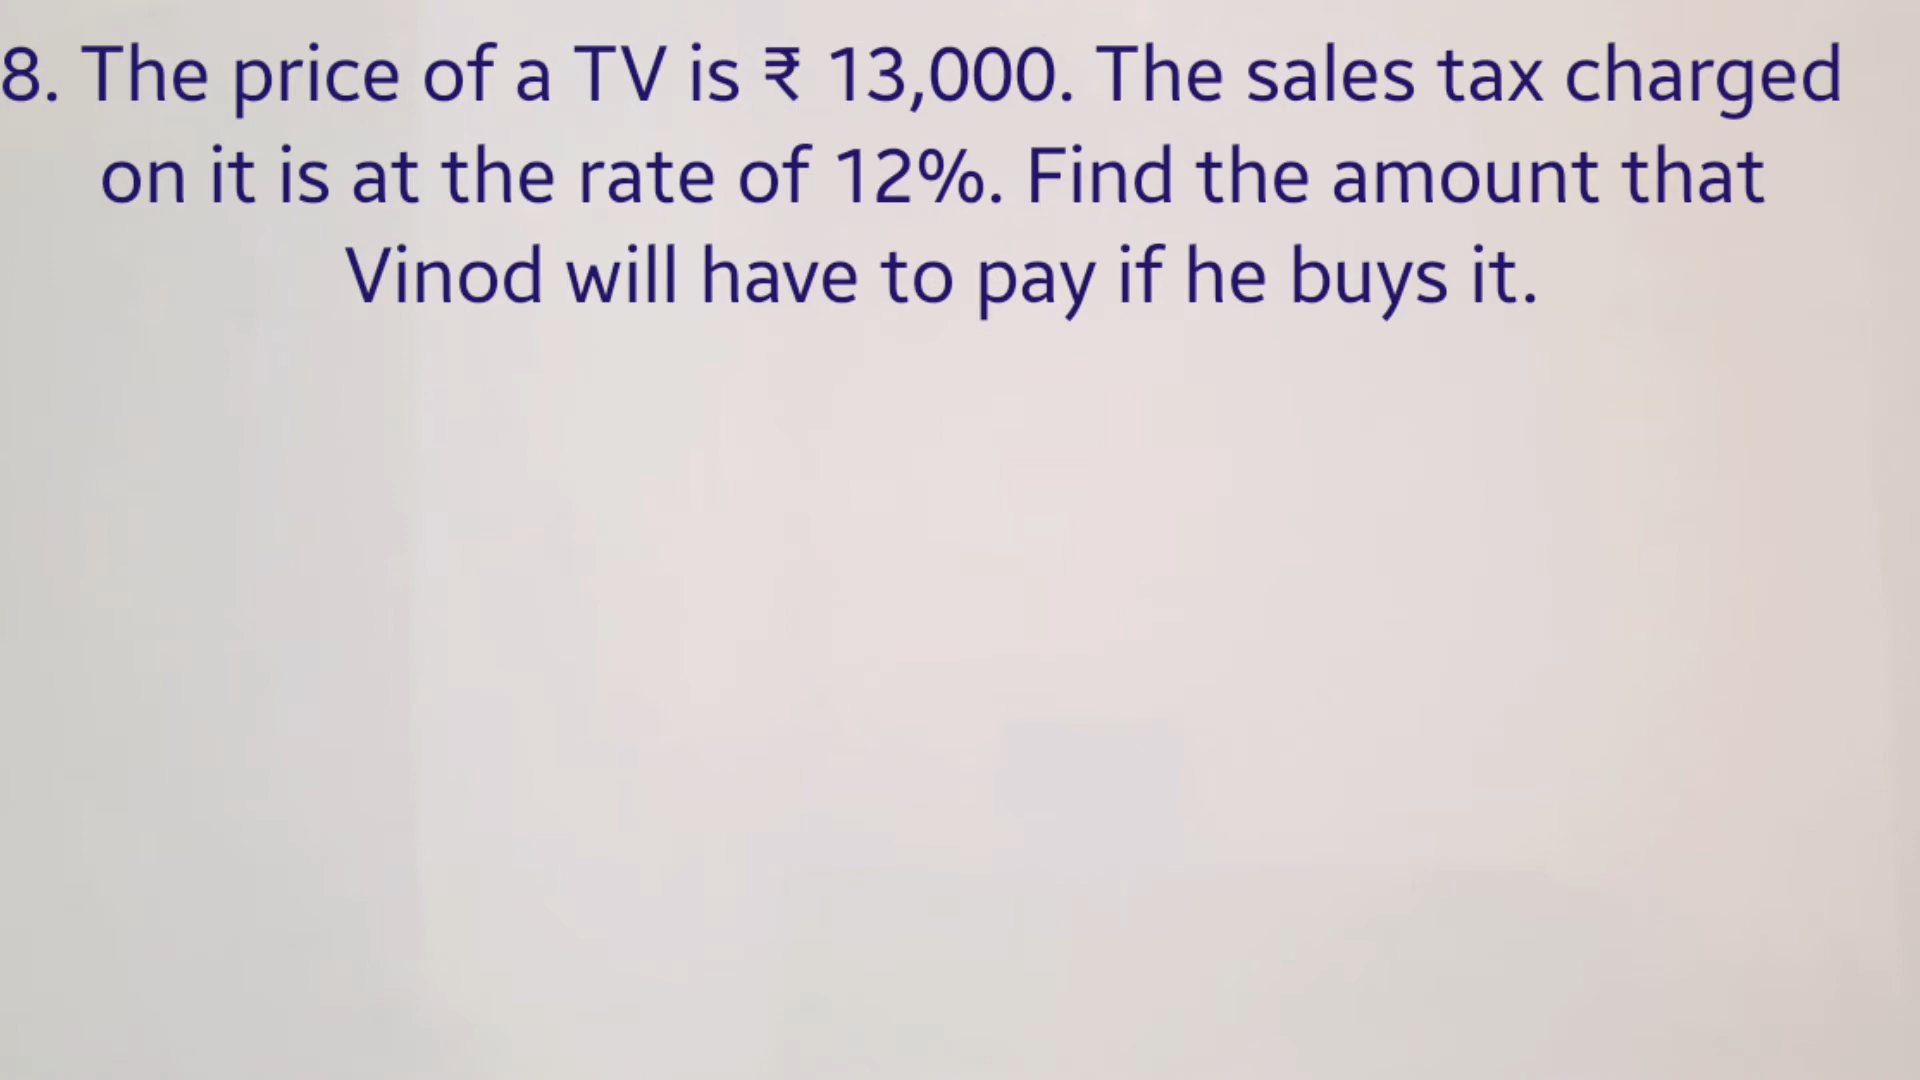 8. The price of a TV is ₹ 13,000. The sales tax charged
on it is at the rate of 12%. Find the amount that
Vinod will have to pay if he buys it.